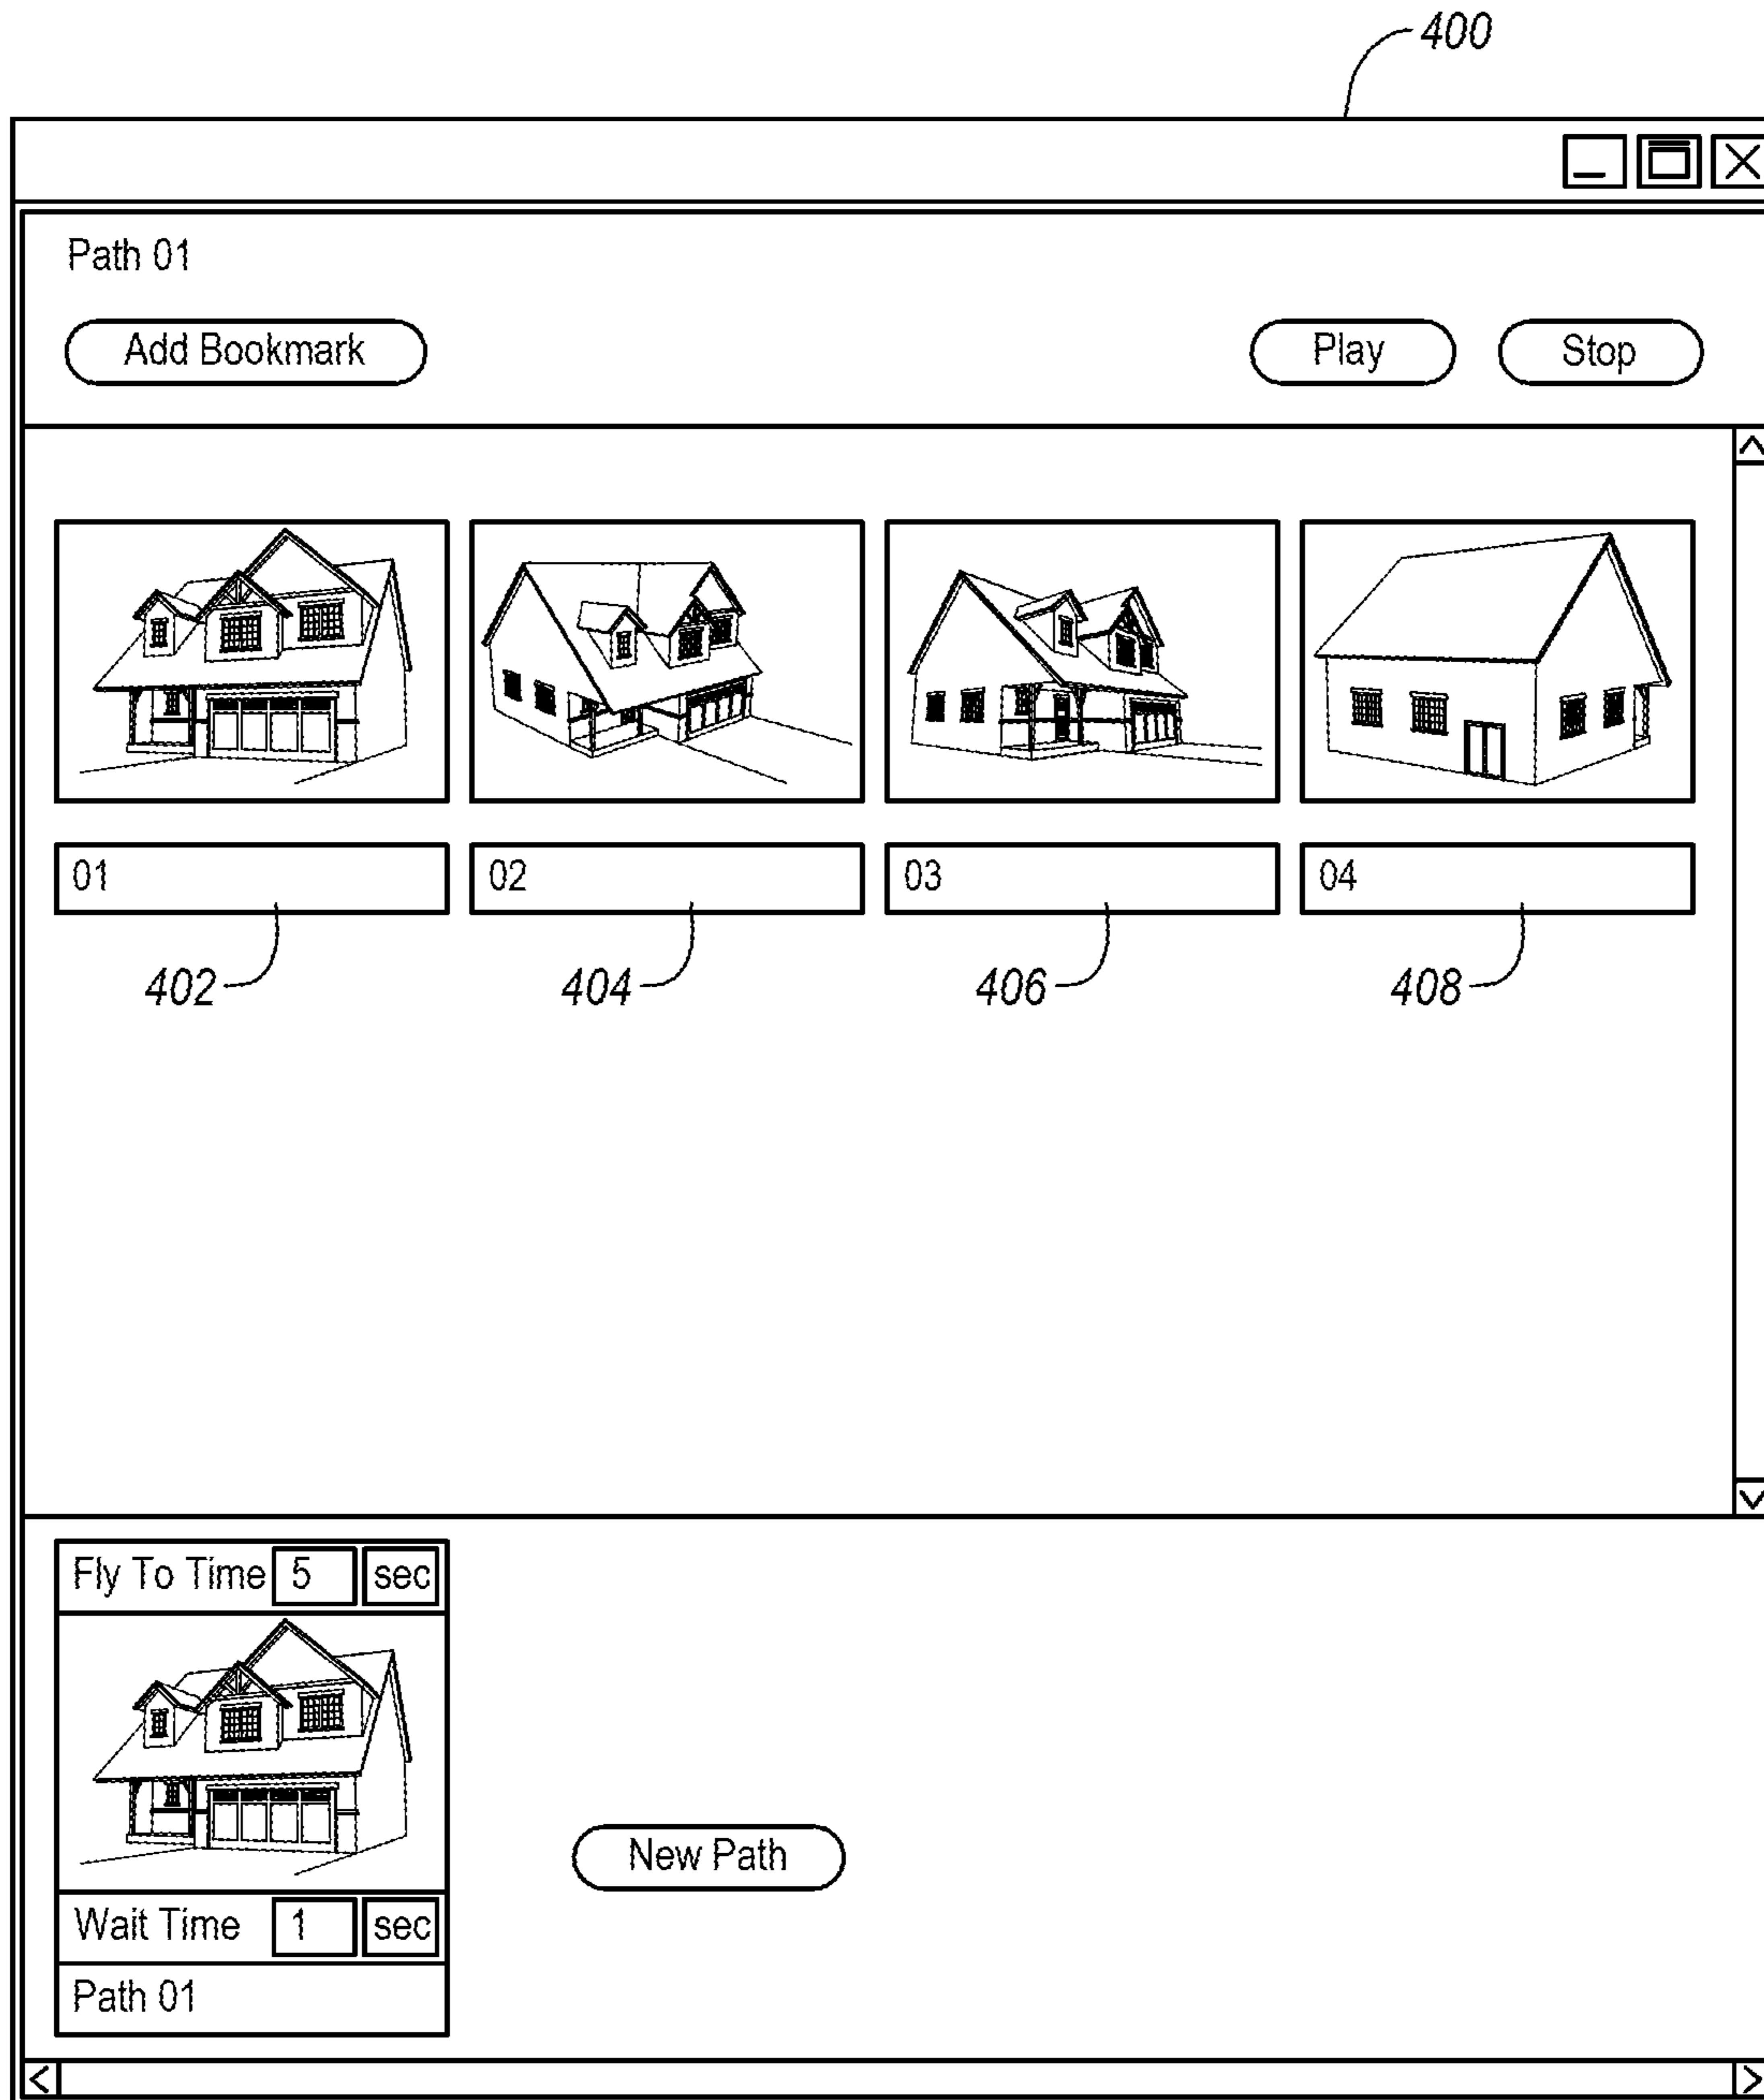 400
Path 01
Add Bookmark Play Stop
01 02 03 04
402 404 406 408
Fly To Time 5 sec
New Path
Wait Time 1 sec
Path 01